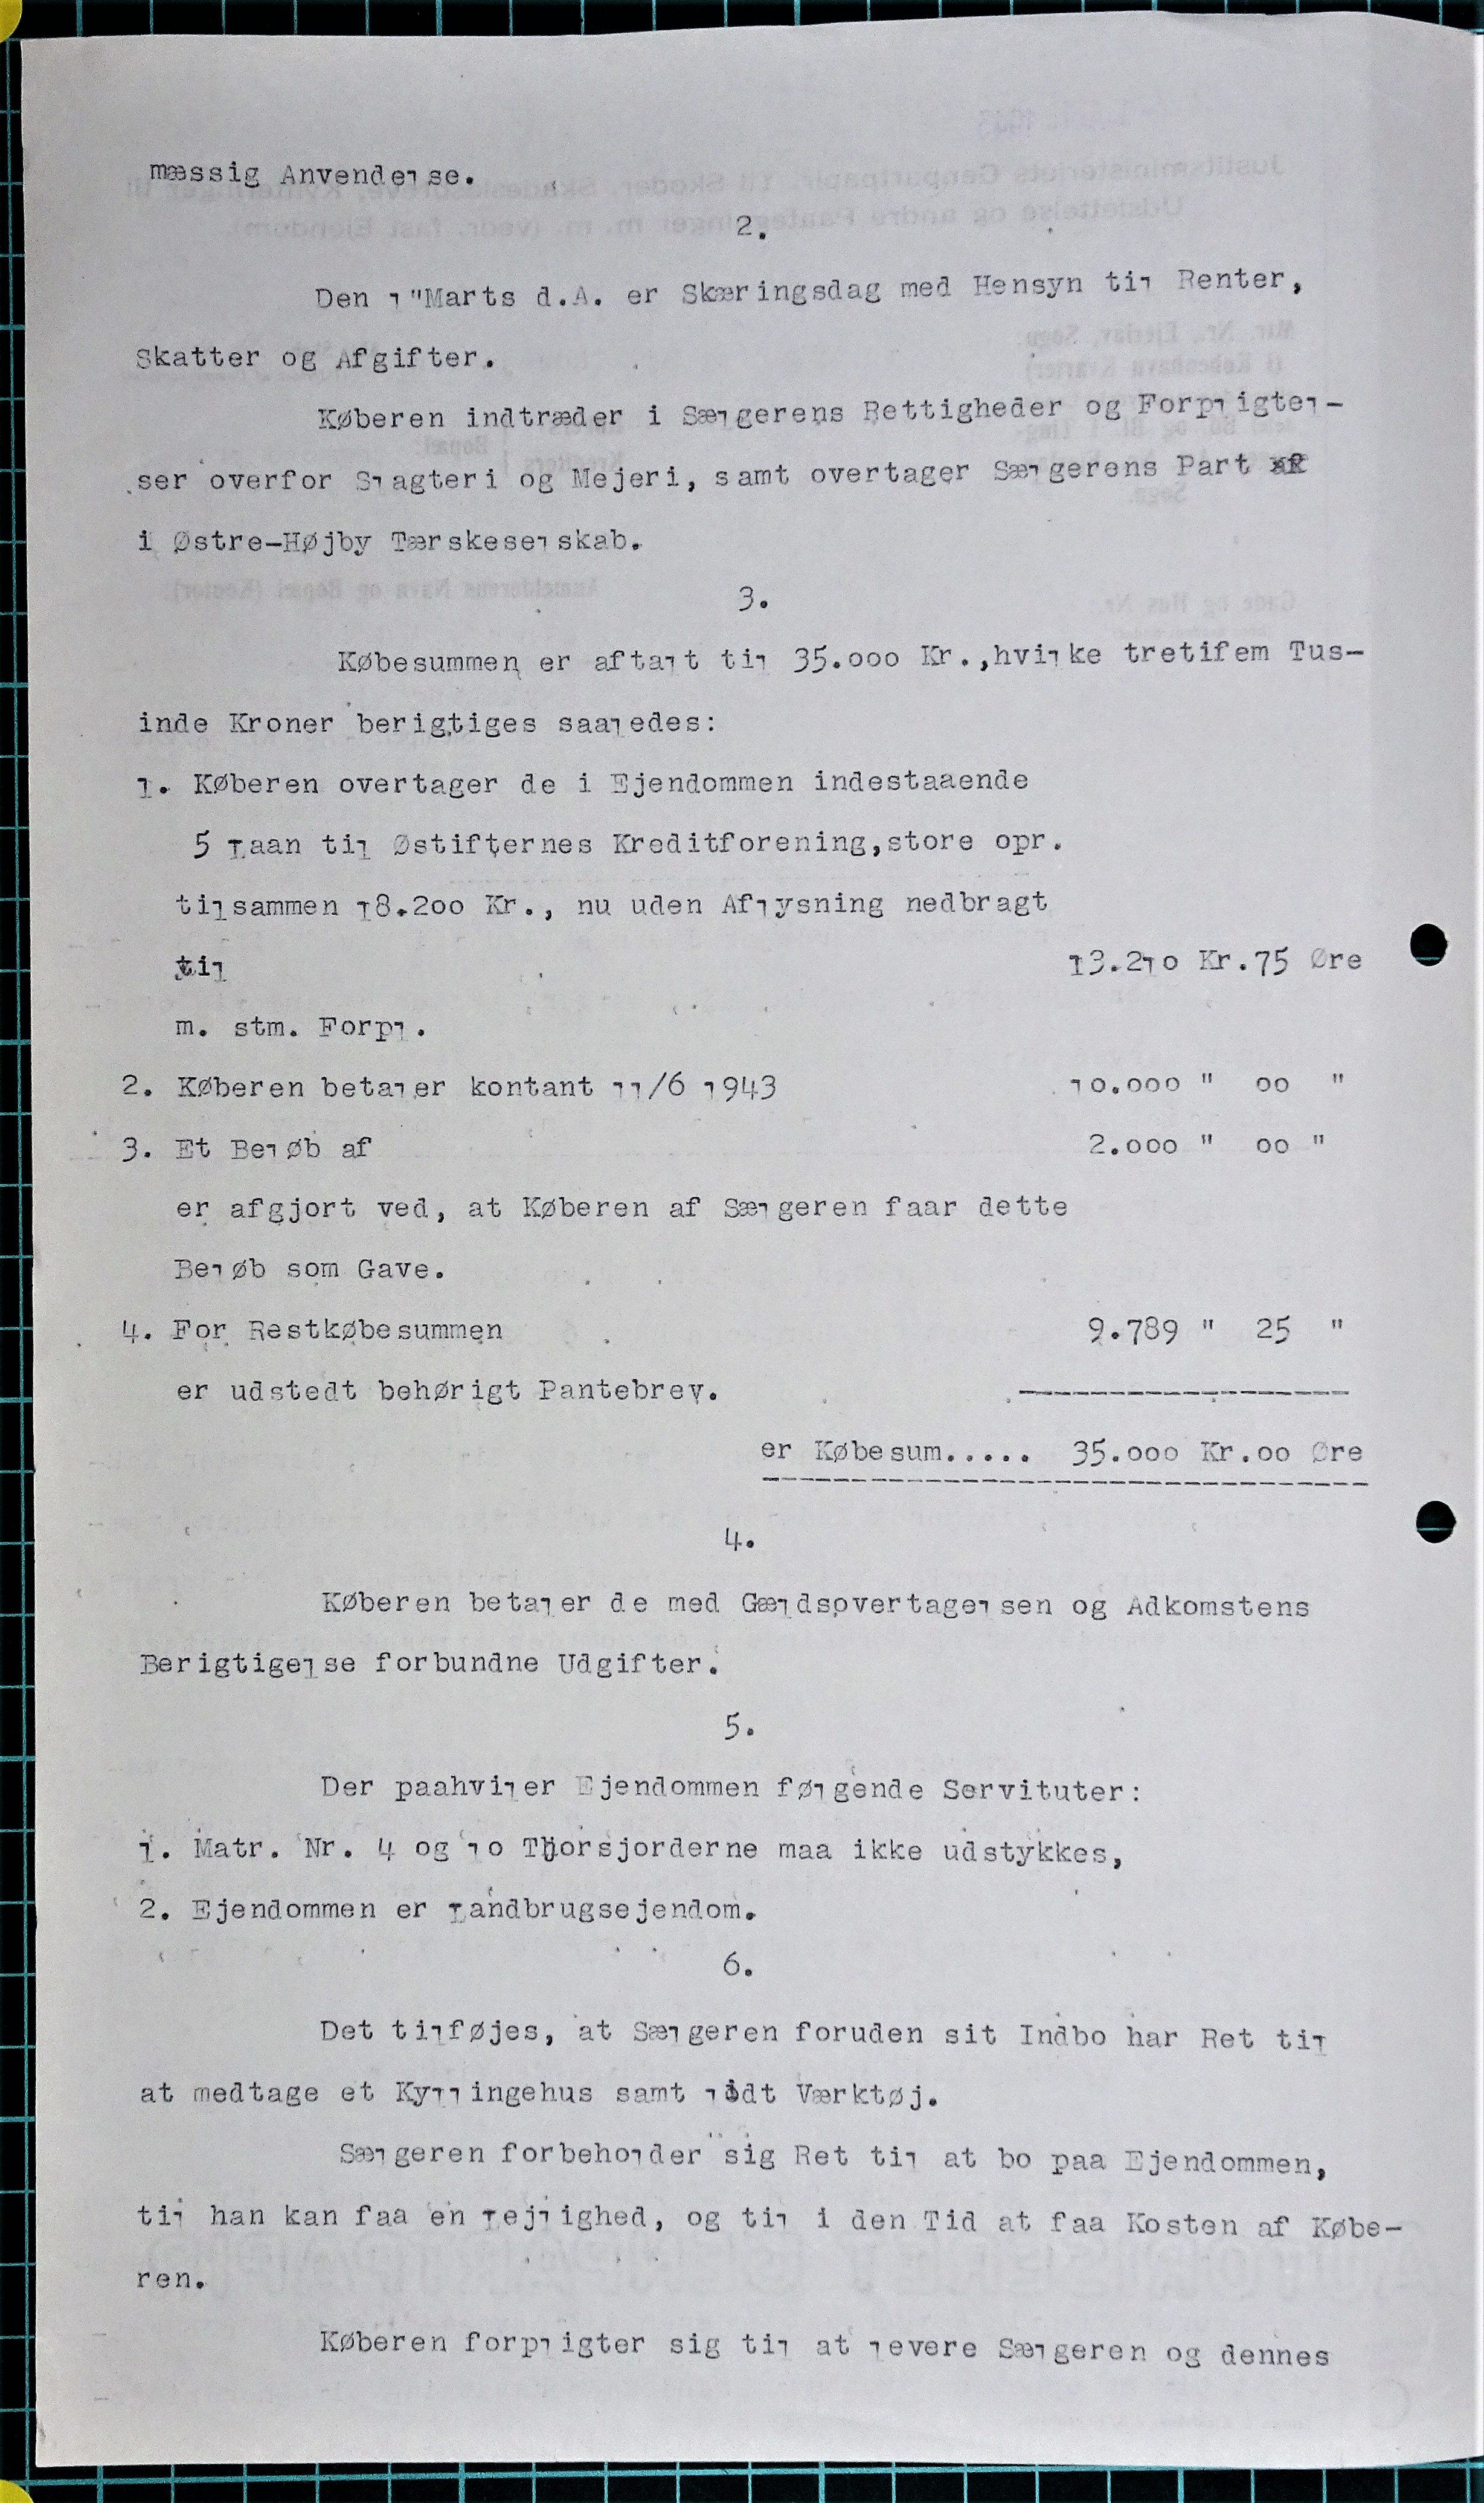 mæssig Anvendelse.
2.
Den 1"Marts d.A. er Skæringsdag med Hensyn til Renter,
Skatter og Afgifter.
Køberen indtræder i Sælgerens Rettigheder og Forpligtel-
ser overfor Slagteri og Mejeri, samt overtager Sælgerens Part
i Østre-Højby Tærskeselskab.
3.
Købesummen er aftalt til 35.000 Kr.,hvilke tretifem Tus-
inde Kroner berigtiges saaledes:
1. Køberen overtager de i Ejendommen indestaaende
5 Laan til Østifternes Kreditforening,store opr.
tilsammen 18.200 Kr., nu uden Aflysning nedbragt
til 13.210 Kr.75 Øre
m. stm. Forpl.
2. Køberen betaler kontant 11/6 1943 10.000 " 00 "
3. Et Beløb af 2.000 " 00 "
er afgjort ved, at Køberen af Sælgeren faar dette
Beløb som Gave.
4. For Restkøbesummen 9.789 " 25 "
er udstedt behørigt Pantebrev.
er Købesum..... 35.000 Kr.00 Øre
4.
Køberen betaler de med Gældsovertagelsen og Adkomstens
Berigtigelse forbundne Udgifter.
5.
Der paahviler Ejendommen følgende Servituter:
1. Matr. Nr. 4 og 10 Thorsjorderne maa ikke udstykkes,
2. Ejendommen er Landbrugsejendom.
6.
Det tilføjes, at Sælgeren foruden sit Indbo har Ret til
at medtage et Kyllingehus samt lidt Værktøj.
Sælgeren forbeholder sig Ret til at bo paa Ejendommen,
til han kan faa en Lejlighed, og til i den Tid at faa Kosten af Købe-
ren.
Køberen forpligter sig til at levere Sælgeren og dennes